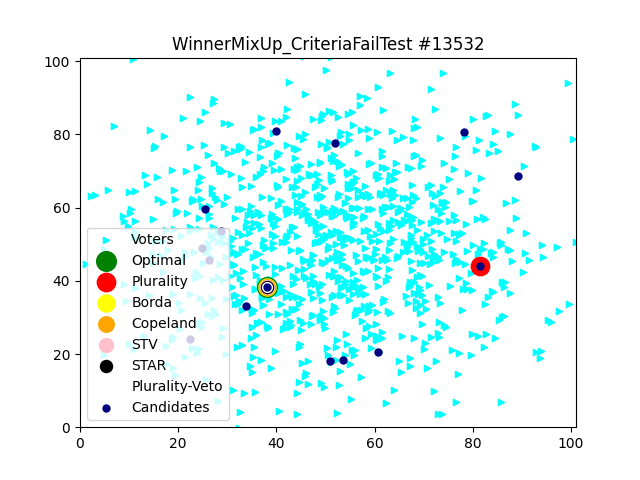 WinnerMixUp_CriteriaFailTest #13532
100
80
60
40
20
0
Voters
Optimal
Plurality
Borda
Copeland
STV
STAR
Plurality-Veto
Candidates
0 20 40 60 80 100